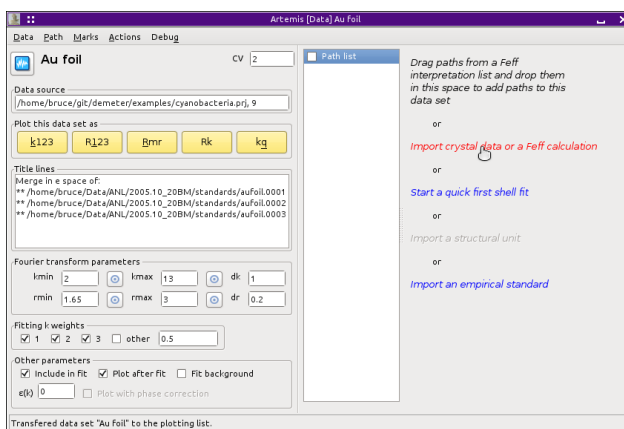 Artemis [Data] Au foil
Data Path Marks Actions Debug
Au foil
CV 2
Data source
/home/bruce/git/demeter/examples/cyanobacteria.prj, 9
Plot this data set as
k123 R123 Rmr Rk kq
Title lines
Merge in e space of:
** /home/bruce/Data/ANL/2005.10_20BM/standards/aufoil.0001
** /home/bruce/Data/ANL/2005.10_20BM/standards/aufoil.0002
** /home/bruce/Data/ANL/2005.10_20BM/standards/aufoil.0003
Fourier transform parameters
kmin 2 kmax 13 dk 1
rmin 1.65 rmax 3 dr 0.2
Fitting k weights
1 2 3 other 0.5
Other parameters
Include in fit Plot after fit Fit background
ε(k) 0 Plot with phase correction
Path list
Drag paths from a Feff
interpretation list and drop them
in this space to add paths to this
data set
or
Import crystal data or a Feff calculation
or
Start a quick first shell fit
or
Import a structural unit
or
Import an empirical standard
Transfered data set "Au foil" to the plotting list.